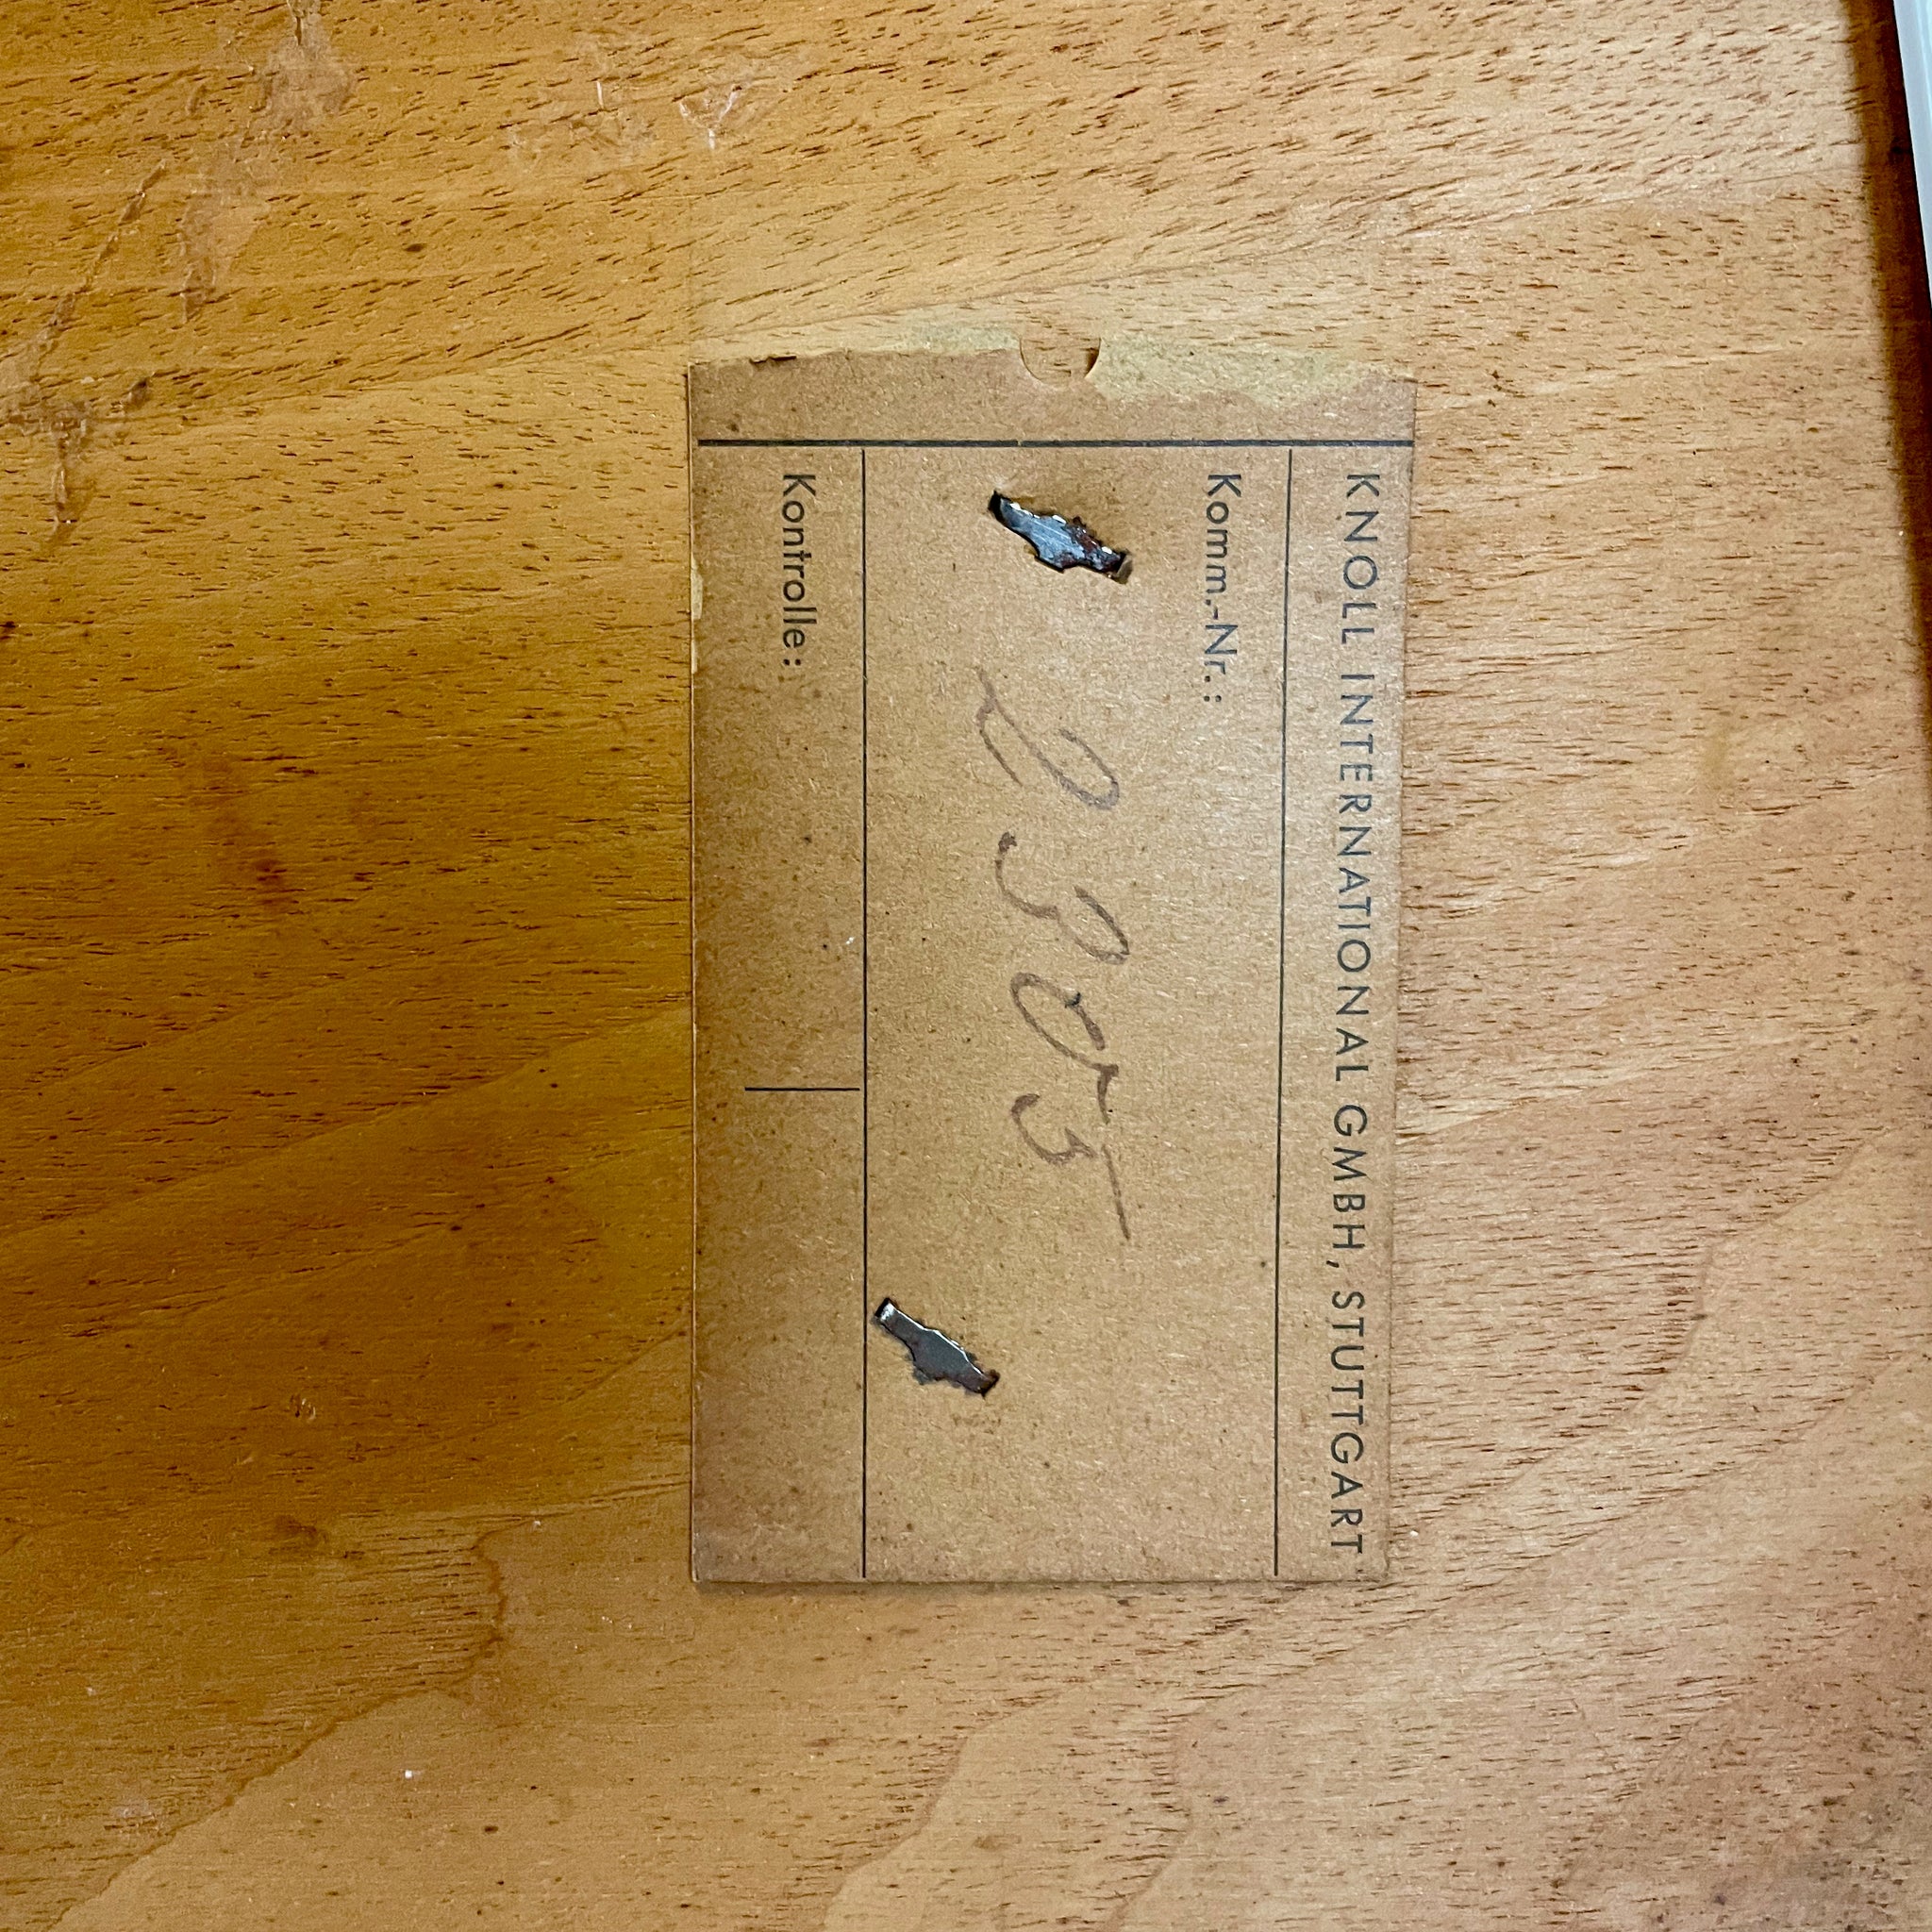 KNOLL INTERNATIONAL GMBH, STUTTGART
Komm.-Nr.:
2305
Kontrolle: